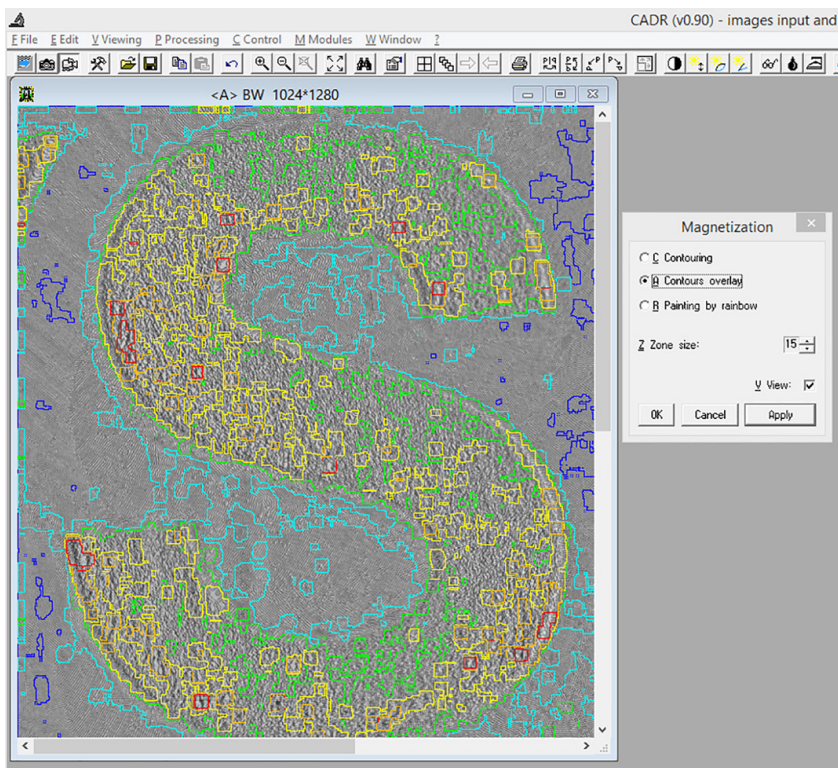 CADR (v0.90) - images input and
F File E Edit V Viewing P Processing C Control M Modules W Window ?
<A> BW 1024*1280
Magnetization
C Contouring
A Contours overlay
R Painting by rainbow
Z Zone size: 15
V View:
OK Cancel Apply